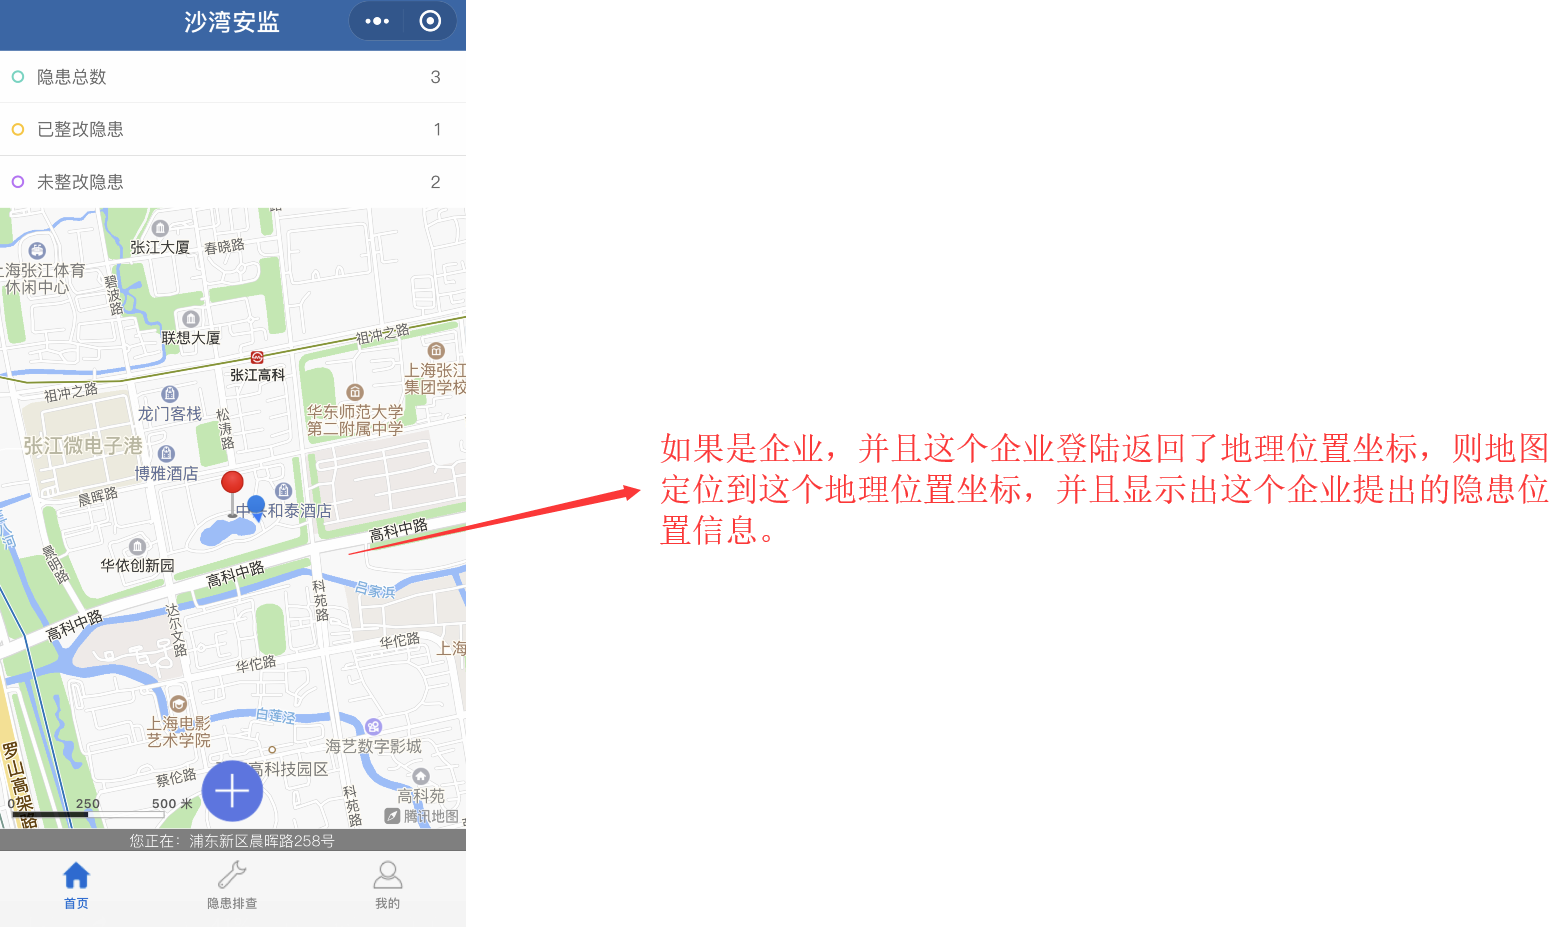 沙湾安监
隐患总数 3
已整改隐患 1
未整改隐患 2
张江大厦
春晓路
上海张江体育
休闲中心
碧波路
联想大厦
祖冲之路
张江高科
上海张江
集团学校
祖冲之路
龙门客栈
松涛路
华东师范大学
第二附属中学
张江微电子港
博雅酒店
晨晖路
和泰酒店
高科中路
景明路
华依创新园
高科中路
科苑路
吕家浜
达尔文路
高科中路
华佗路
上海
华佗路
上海电影
艺术学院
白莲泾
海艺数字影城
罗山高架路
高科技园区
蔡伦路
高科苑
科苑路
0 250 500 米
腾讯地图
您正在：浦东新区晨晖路258号
首页 隐患排查 我的
如果是企业，并且这个企业登陆返回了地理位置坐标，则地图
定位到这个地理位置坐标，并且显示出这个企业提出的隐患位
置信息。